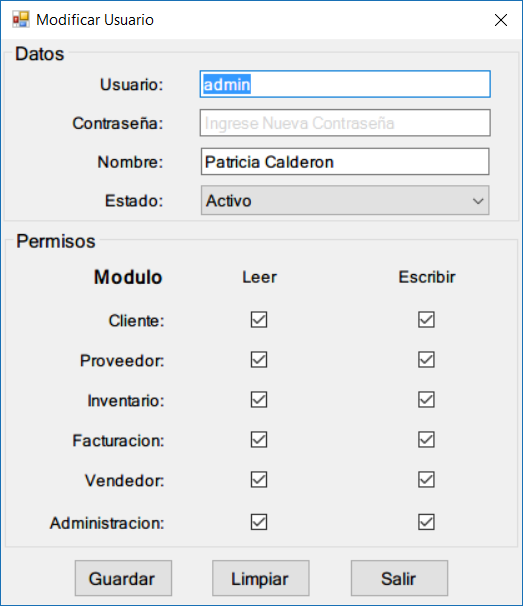 Modificar Usuario
Datos
Usuario: admin
Contraseña: Ingrese Nueva Contraseña
Nombre: Patricia Calderon
Estado: Activo
Permisos
Modulo Leer Escribir
Cliente:
Proveedor:
Inventario:
Facturacion:
Vendedor:
Administracion:
Guardar Limpiar Salir